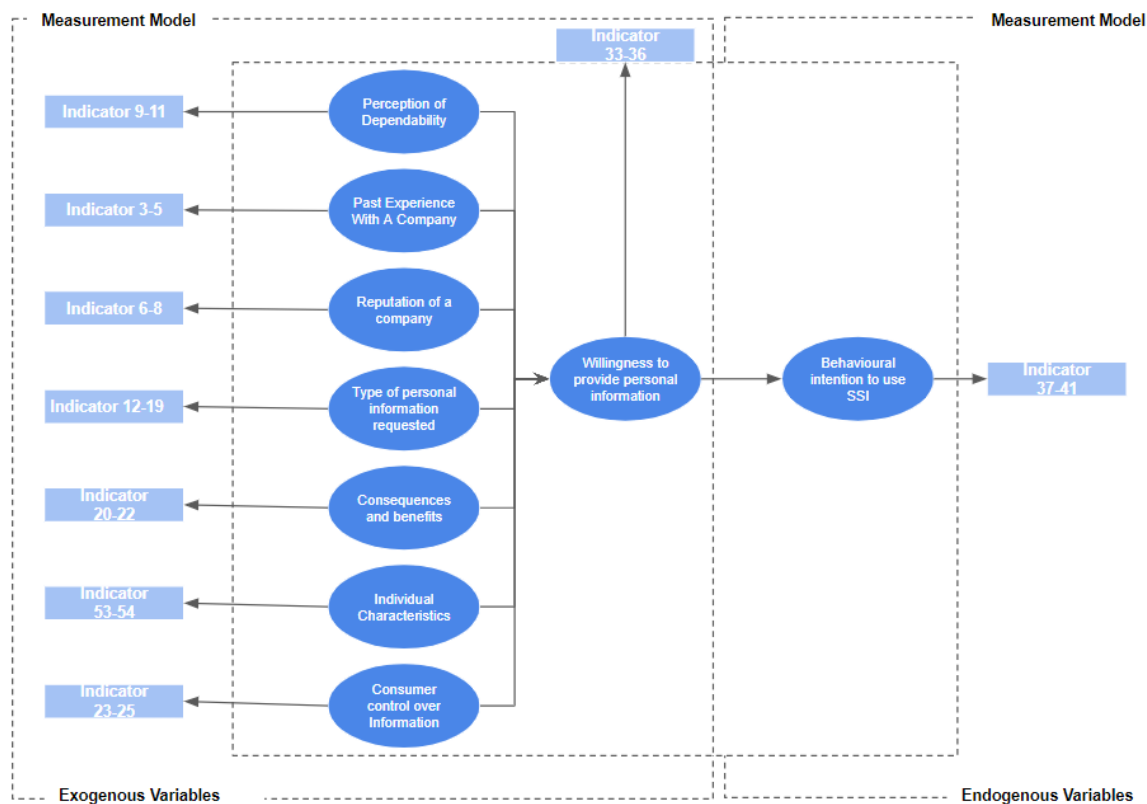 Measurement Model
Measurement Model
Indicator
33-36
Indicator 9-11
Perception of
Dependability
Indicator 3-5
Past Experience
With A Company
Indicator 6-8
Reputation of a
company
Indicator 12-19
Type of personal
information
requested
Willingness to
provide personal
information
Behavioural
intention to use
SSI
Indicator
37-41
Indicator
20-22
Consequences
and benefits
Indicator
53-54
Individual
Characteristics
Indicator
23-25
Consumer
control over
Information
Exogenous Variables
Endogenous Variables